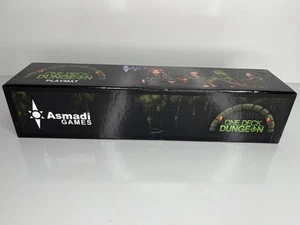 ONE DECK
DUNGEON
PLAYMAT
Asmadi
GAMES
ONE DECK
DUNGEON